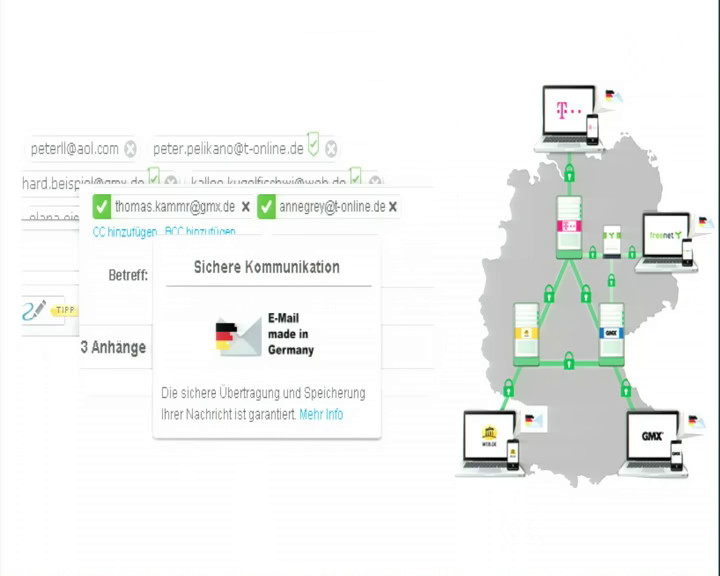 peterll@aol.com
peter.pelikano@t-online.de
hard.beispiel@gmx.de
kalleo.kugelfischwi@web.de
thomas.kammr@gmx.de
annegrey@t-online.de
CC hinzufügen
BCC hinzufügen
Betreff:
Sichere Kommunikation
TIPP
E-Mail
made in
Germany
3 Anhänge
Die sichere Übertragung und Speicherung
Ihrer Nachricht ist garantiert. Mehr Info
T
T
freenet
GMX
WEB.DE
GMX